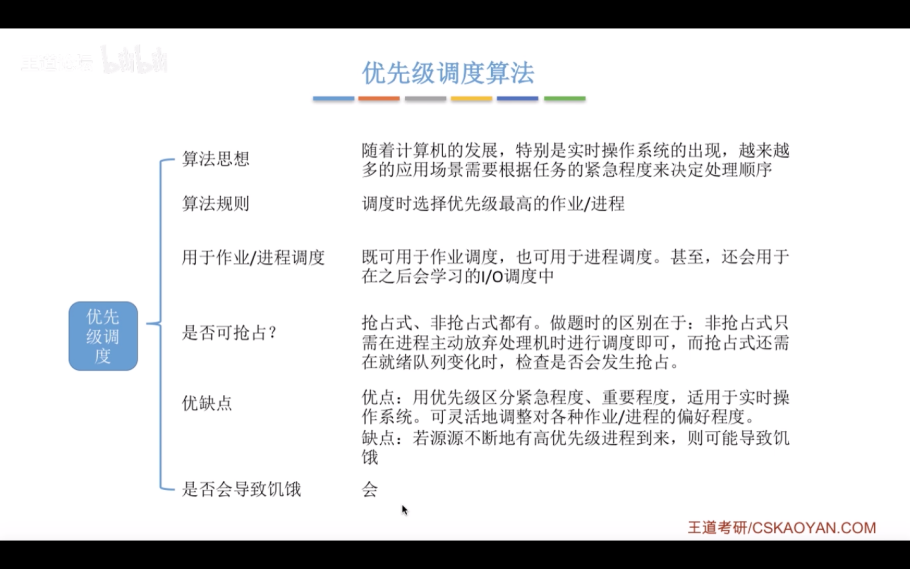 优先级调度算法
算法思想
随着计算机的发展，特别是实时操作系统的出现，越来越
多的应用场景需要根据任务的紧急程度来决定处理顺序
算法规则
调度时选择优先级最高的作业/进程
用于作业/进程调度
既可用于作业调度，也可用于进程调度。甚至，还会用于
在之后会学习的I/O调度中
优先
级调
度
是否可抢占？
抢占式、非抢占式都有。做题时的区别在于：非抢占式只
需在进程主动放弃处理机时进行调度即可，而抢占式还需
在就绪队列变化时，检查是否会发生抢占。
优缺点
优点：用优先级区分紧急程度、重要程度，适用于实时操
作系统。可灵活地调整对各种作业/进程的偏好程度。
缺点：若源源不断地有高优先级进程到来，则可能导致饥
饿
是否会导致饥饿
会
王道考研/CSKAOYAN.COM